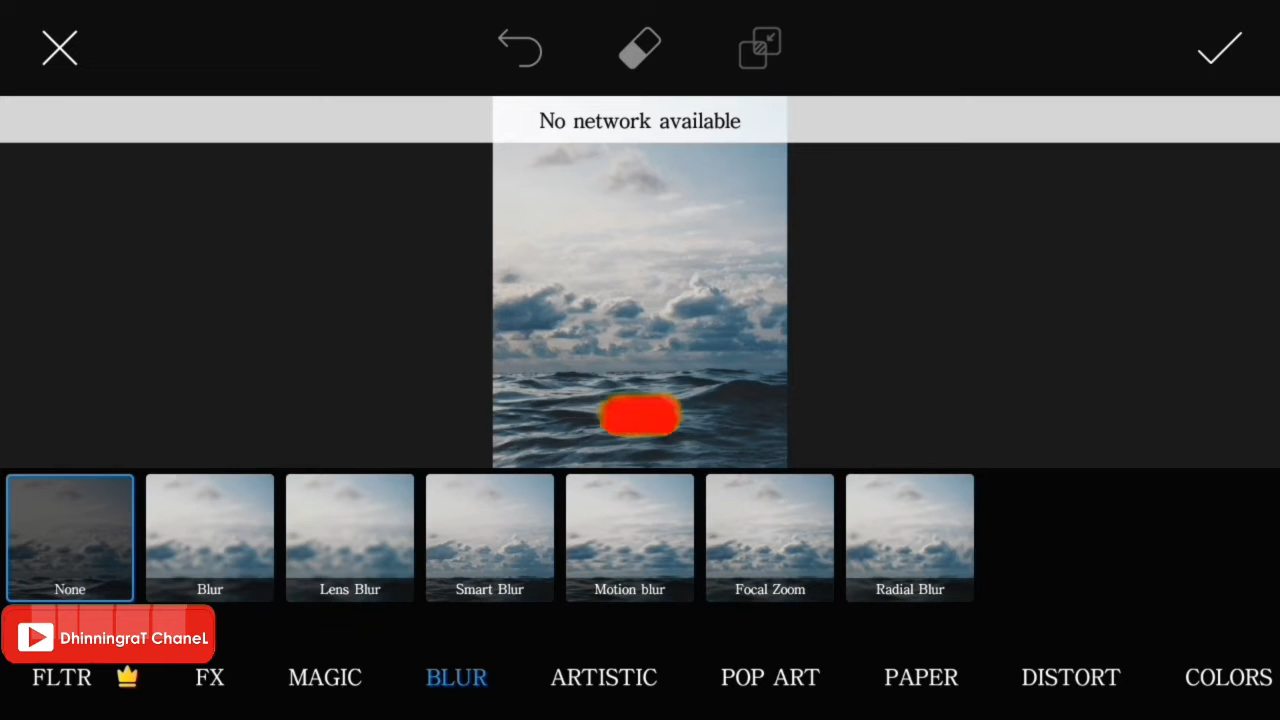 No network available
None
Blur
Lens Blur
Smart Blur
Motion blur
Focal Zoom
Radial Blur
DhinningraT ChaneL
FLTR FX MAGIC BLUR ARTISTIC POP ART PAPER DISTORT COLORS